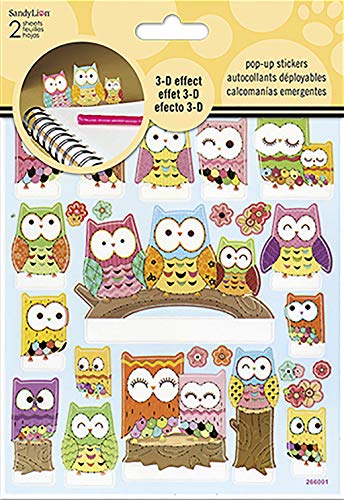 SandyLion®
2 sheets
feuilles
hojas
3-D effect
effet 3-D
efecto 3-D
pop-up stickers
autocollants déployables
calcomanías emergentes
266001